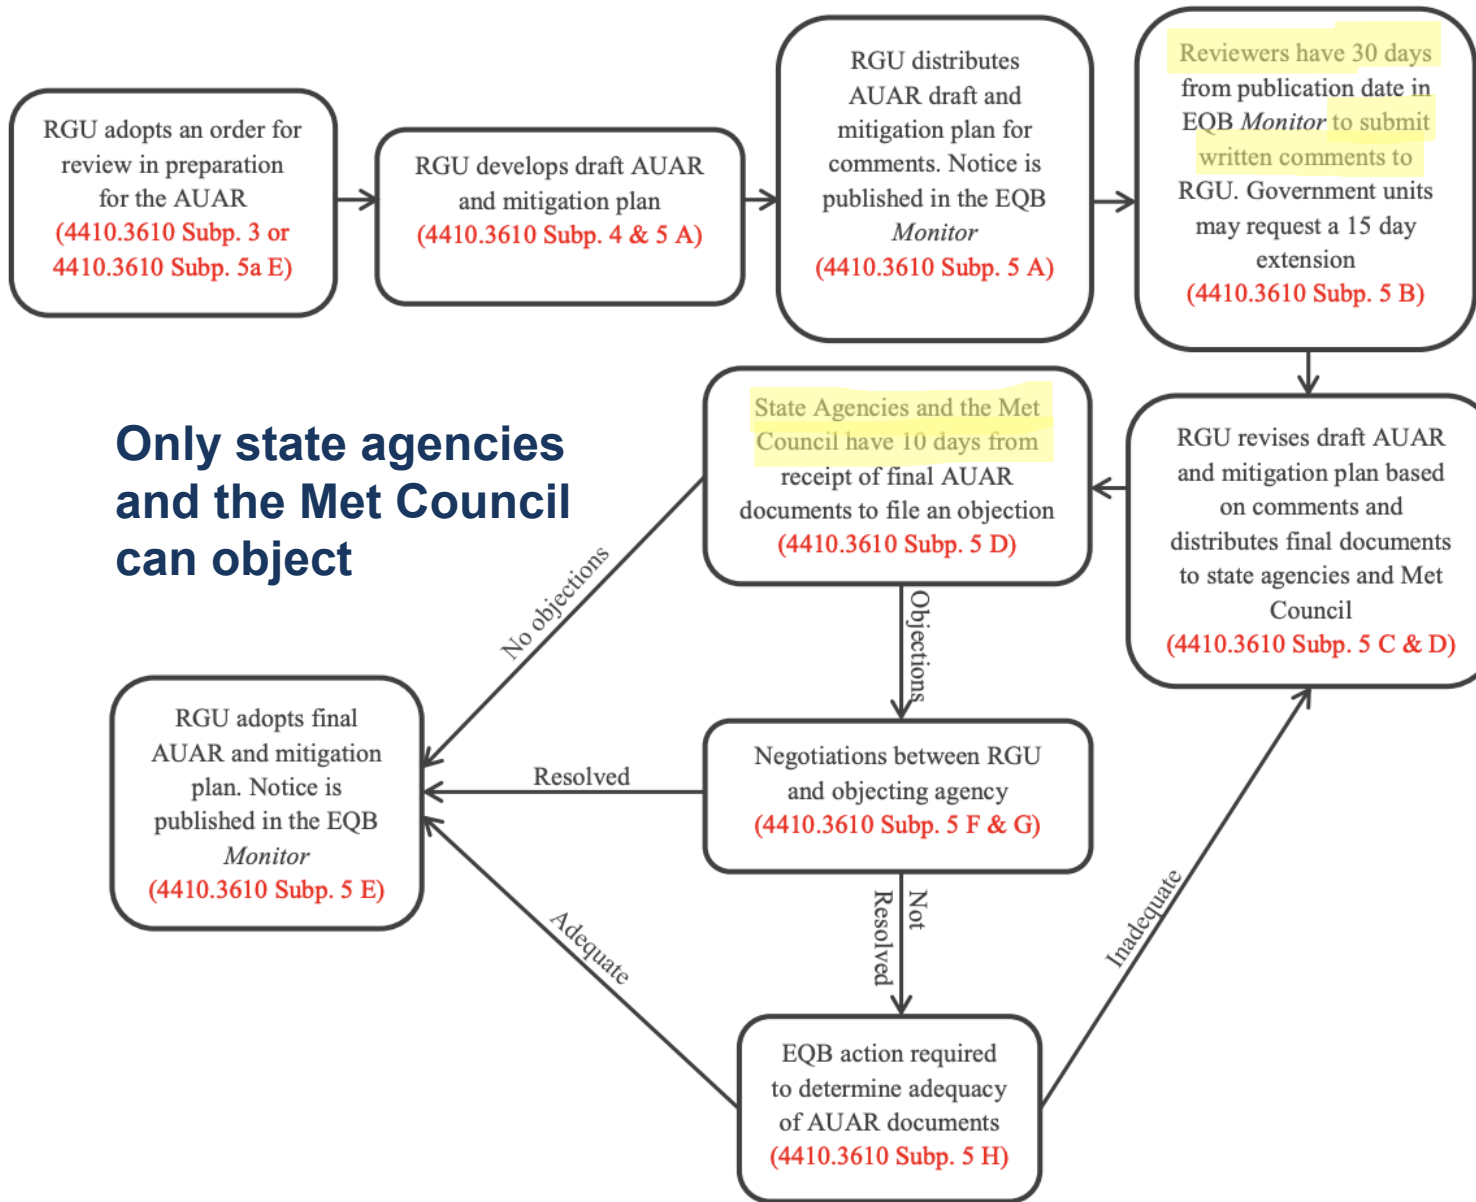 RGU adopts an order for
review in preparation
for the AUAR
(4410.3610 Subp. 3 or
4410.3610 Subp. 5a E)
RGU develops draft AUAR
and mitigation plan
(4410.3610 Subp. 4 & 5 A)
RGU distributes
AUAR draft and
mitigation plan for
comments. Notice is
published in the EQB
Monitor
(4410.3610 Subp. 5 A)
Reviewers have 30 days
from publication date in
EQB Monitor to submit
written comments to
RGU. Government units
may request a 15 day
extension
(4410.3610 Subp. 5 B)
Only state agencies
and the Met Council
can object
State Agencies and the Met
Council have 10 days from
receipt of final AUAR
documents to file an objection
(4410.3610 Subp. 5 D)
RGU revises draft AUAR
and mitigation plan based
on comments and
distributes final documents
to state agencies and Met
Council
(4410.3610 Subp. 5 C & D)
No objections
Objections
RGU adopts final
AUAR and mitigation
plan. Notice is
published in the EQB
Monitor
(4410.3610 Subp. 5 E)
Resolved
Negotiations between RGU
and objecting agency
(4410.3610 Subp. 5 F & G)
Adequate
Not
Resolved
Inadequate
EQB action required
to determine adequacy
of AUAR documents
(4410.3610 Subp. 5 H)